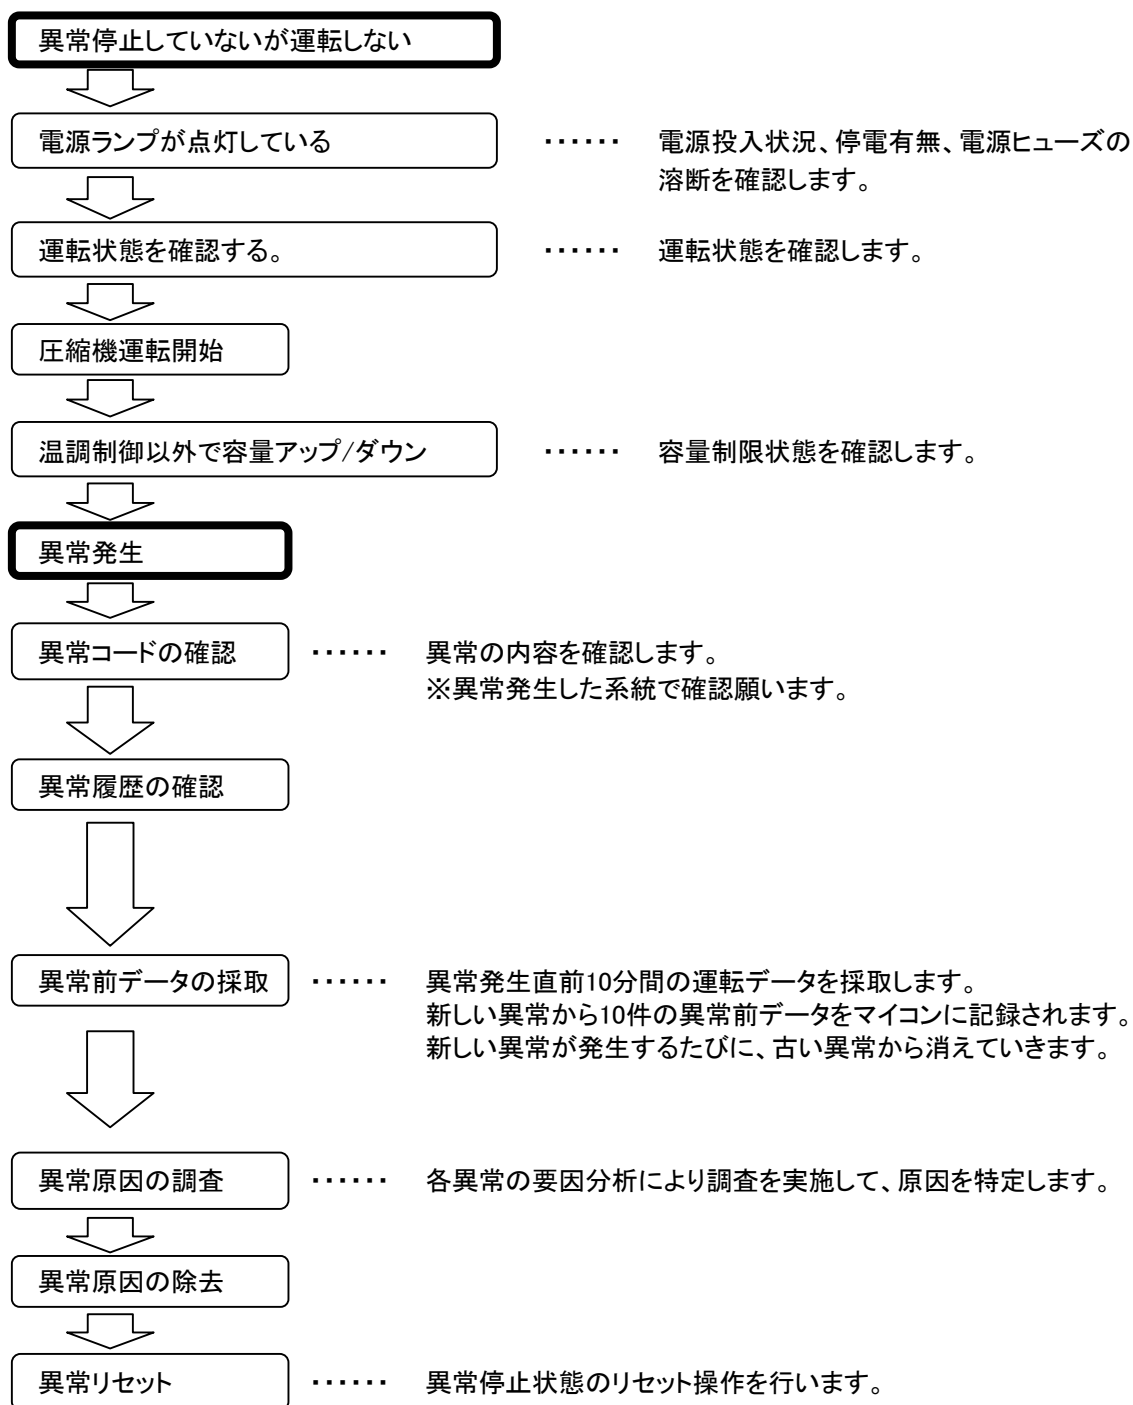 異常停止していないが運転しない
電源ランプが点灯している ‥‥‥ 電源投入状況、停電有無、電源ヒューズの
溶断を確認します。
運転状態を確認する。 ‥‥‥ 運転状態を確認します。
圧縮機運転開始
温調制御以外で容量アップ/ダウン ‥‥‥ 容量制限状態を確認します。
異常発生
異常コードの確認 ‥‥‥ 異常の内容を確認します。
※異常発生した系統で確認願います。
異常履歴の確認
異常前データの採取 ‥‥‥ 異常発生直前10分間の運転データを採取します。
新しい異常から10件の異常前データをマイコンに記録されます。
新しい異常が発生するたびに、古い異常から消えていきます。
異常原因の調査 ‥‥‥ 各異常の要因分析により調査を実施して、原因を特定します。
異常原因の除去
異常リセット ‥‥‥ 異常停止状態のリセット操作を行います。